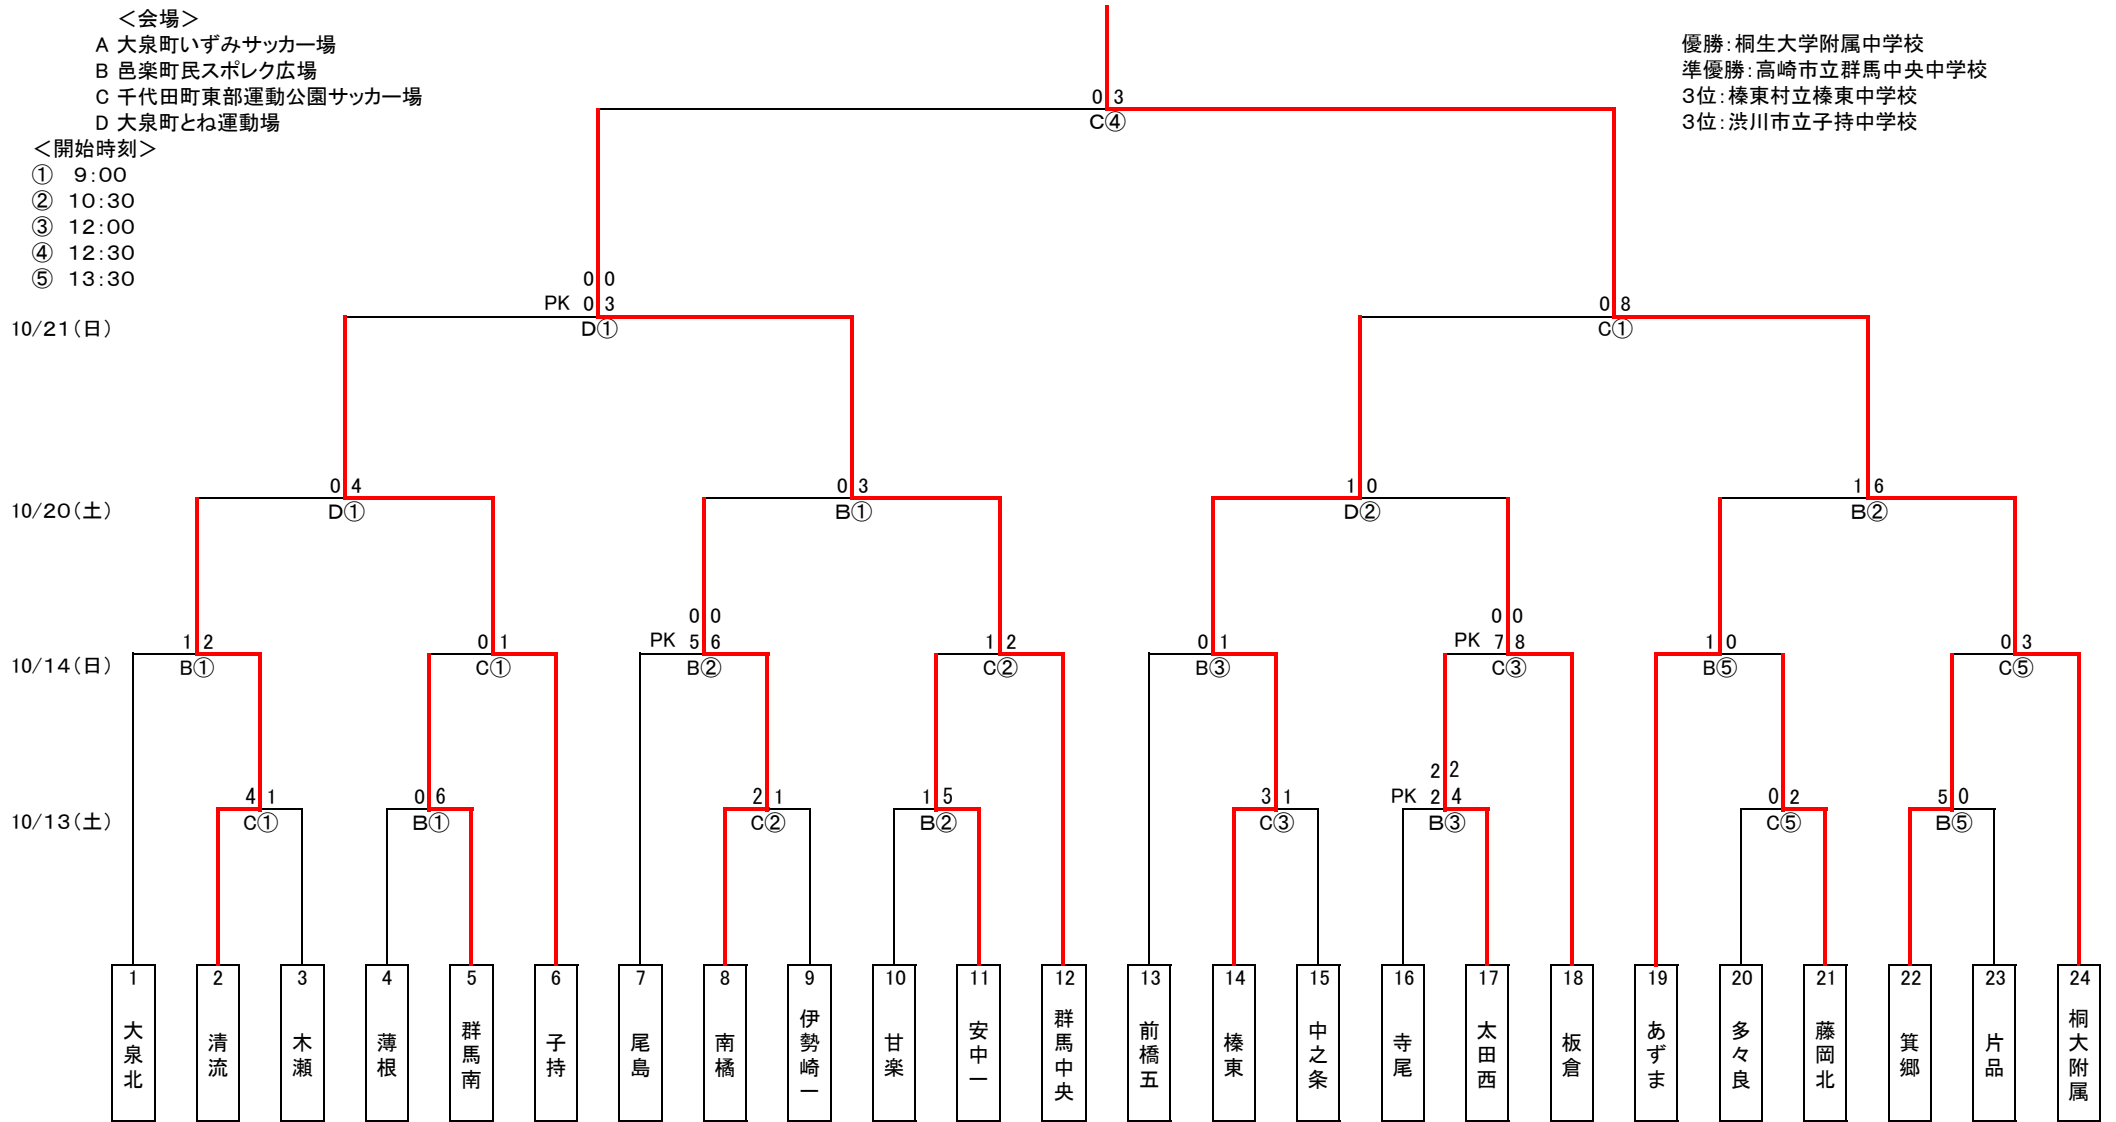 ＜会場＞
A 大泉町いずみサッカー場
B 邑楽町民スポレク広場
C 千代田町東部運動公園サッカー場
D 大泉町とね運動場
＜開始時刻＞
① 9:00
② 10:30
③ 12:00
④ 12:30
⑤ 13:30
優勝：桐生大学附属中学校
準優勝：高崎市立群馬中央中学校
3位：榛東村立榛東中学校
3位：渋川市立子持中学校
0 3
C④
0 0
PK 0 3
D①
0 8
C①
10/21(日)
0 4
D①
0 3
B①
1 0
D②
1 6
B②
10/20(土)
1 2
B①
0 1
C①
0 0
PK 5 6
B②
1 2
C②
0 1
B③
0 0
PK 7 8
C③
1 0
B⑤
0 3
C⑤
10/14(日)
4 1
C①
0 6
B①
2 1
C②
1 5
B②
3 1
C③
2 2
PK 2 4
B③
0 2
C⑤
5 0
B⑤
10/13(土)
1 大泉北
2 清流
3 木瀬
4 薄根
5 群馬南
6 子持
7 尾島
8 南橘
9 伊勢崎一
10 甘楽
11 安中一
12 群馬中央
13 前橋五
14 榛東
15 中之条
16 寺尾
17 太田西
18 板倉
19 あずま
20 多々良
21 藤岡北
22 箕郷
23 片品
24 桐大附属